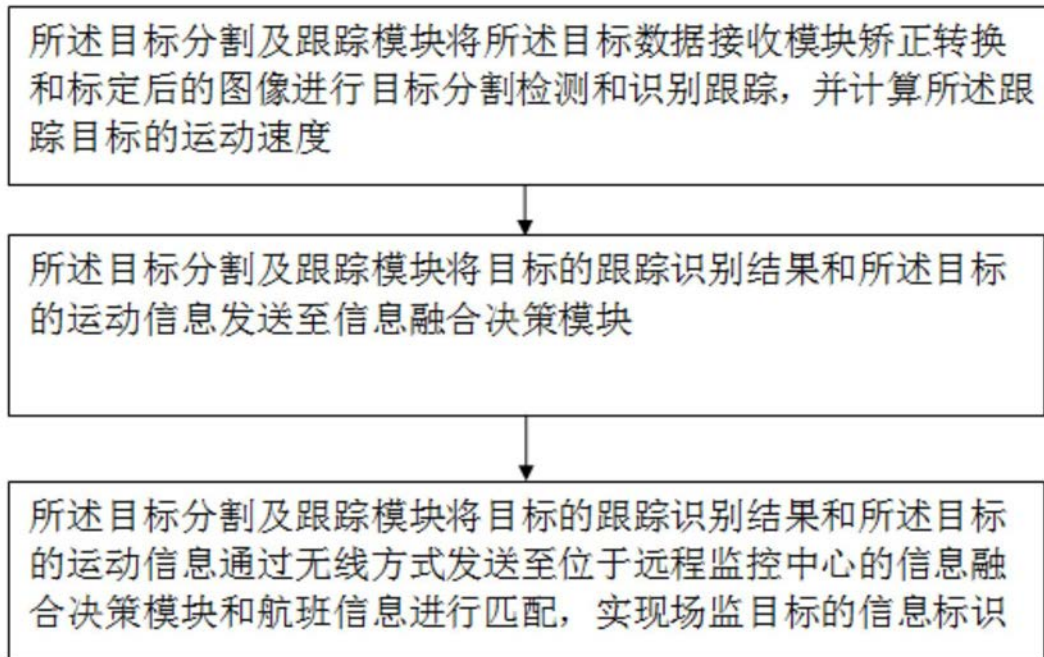 所述目标分割及跟踪模块将所述目标数据接收模块矫正转换
和标定后的图像进行目标分割检测和识别跟踪，并计算所述跟
踪目标的运动速度
所述目标分割及跟踪模块将目标的跟踪识别结果和所述目标
的运动信息发送至信息融合决策模块
所述目标分割及跟踪模块将目标的跟踪识别结果和所述目标
的运动信息通过无线方式发送至位于远程监控中心的信息融
合决策模块和航班信息进行匹配，实现场监目标的信息标识